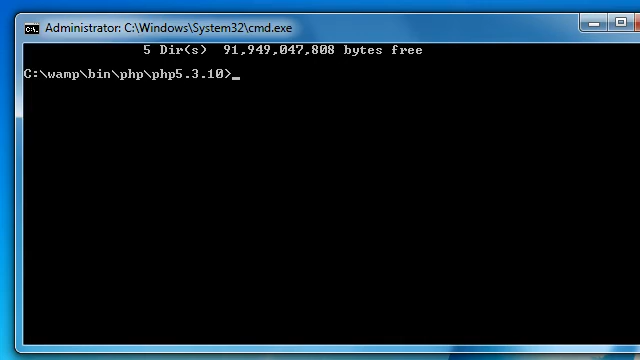 Administrator: C:\Windows\System32\cmd.exe
5 Dir(s) 91,949,047,808 bytes free
C:\wamp\bin\php\php5.3.10>_